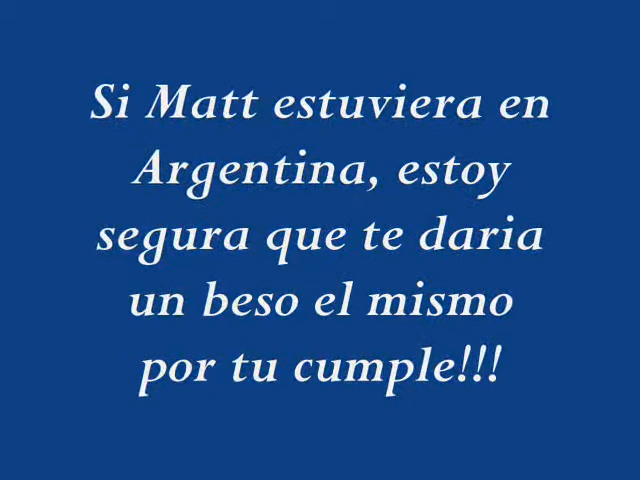 Si Matt estuviera en
Argentina, estoy
segura que te daria
un beso el mismo
por tu cumple!!!